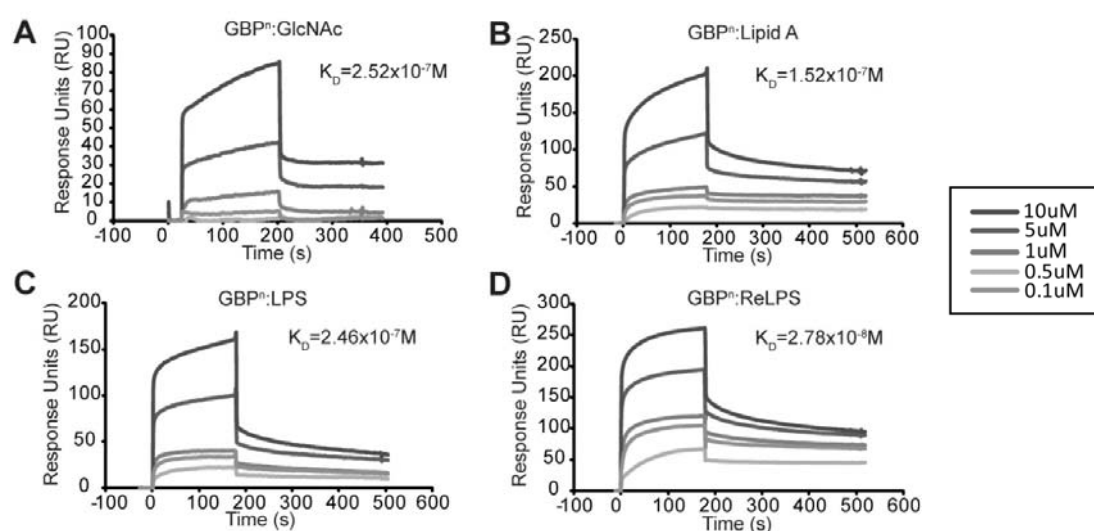 A
GBPⁿ:GlcNAc
K_D=2.52x10⁻⁷M
Response Units (RU)
100
90
80
70
60
50
40
30
20
10
0
-100 0 100 200 300 400 500
Time (s)
B
GBPⁿ:Lipid A
K_D=1.52x10⁻⁷M
Response Units (RU)
250
200
150
100
50
0
-100 0 100 200 300 400 500 600
Time (s)
C
GBPⁿ:LPS
K_D=2.46x10⁻⁷M
Response Units (RU)
200
150
100
50
0
-100 0 100 200 300 400 500 600
Time (s)
D
GBPⁿ:ReLPS
K_D=2.78x10⁻⁸M
Response Units (RU)
300
250
200
150
100
50
0
-100 0 100 200 300 400 500 600
Time (s)
10uM
5uM
1uM
0.5uM
0.1uM